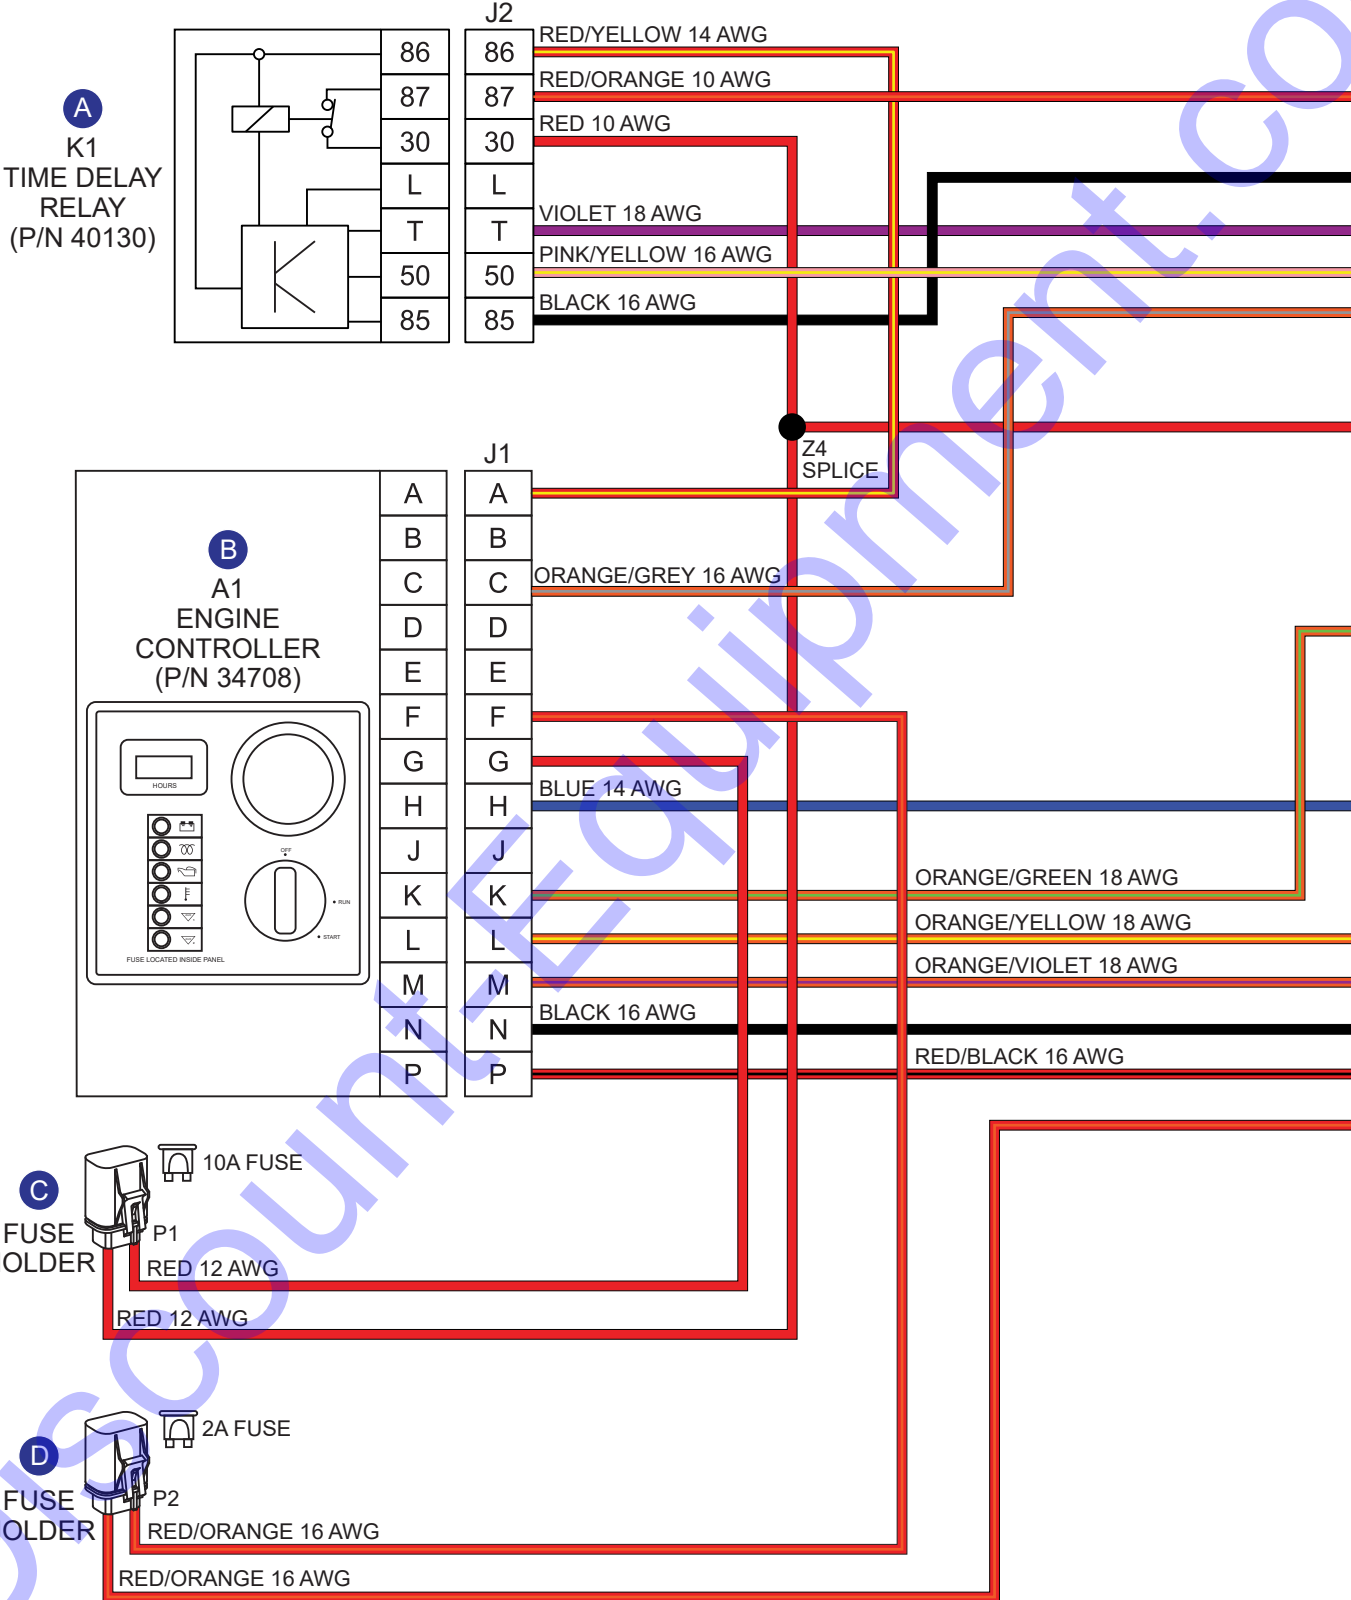 J2
A
K1
TIME DELAY
RELAY
(P/N 40130)
86 86 RED/YELLOW 14 AWG
87 87 RED/ORANGE 10 AWG
30 30 RED 10 AWG
L L
T T VIOLET 18 AWG
50 50 PINK/YELLOW 16 AWG
85 85 BLACK 16 AWG
K
Z4
SPLICE
J1
B
A1
ENGINE
CONTROLLER
(P/N 34708)
A A
B B
C C ORANGE/GREY 16 AWG
D D
E E
F F
G G
H H BLUE 14 AWG
J J
K K ORANGE/GREEN 18 AWG
L L ORANGE/YELLOW 18 AWG
M M ORANGE/VIOLET 18 AWG
N N BLACK 16 AWG
P P RED/BLACK 16 AWG
HOURS
OFF
RUN
START
FUSE LOCATED INSIDE PANEL
C
FUSE
OLDER
10A FUSE
P1
RED 12 AWG
RED 12 AWG
D
FUSE
OLDER
2A FUSE
P2
RED/ORANGE 16 AWG
RED/ORANGE 16 AWG
iscount-Equipment.co